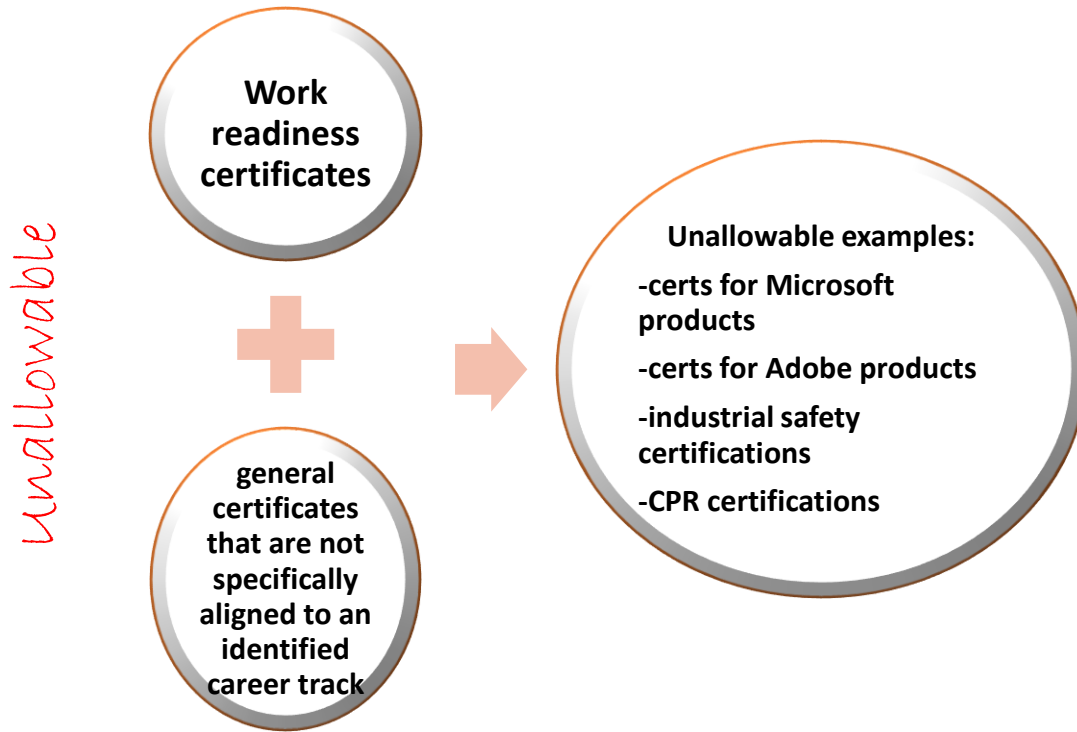 Unallowable
Work
readiness
certificates
general
certificates
that are not
specifically
aligned to an
identified
career track
Unallowable examples:
-certs for Microsoft
products
-certs for Adobe products
-industrial safety
certifications
-CPR certifications